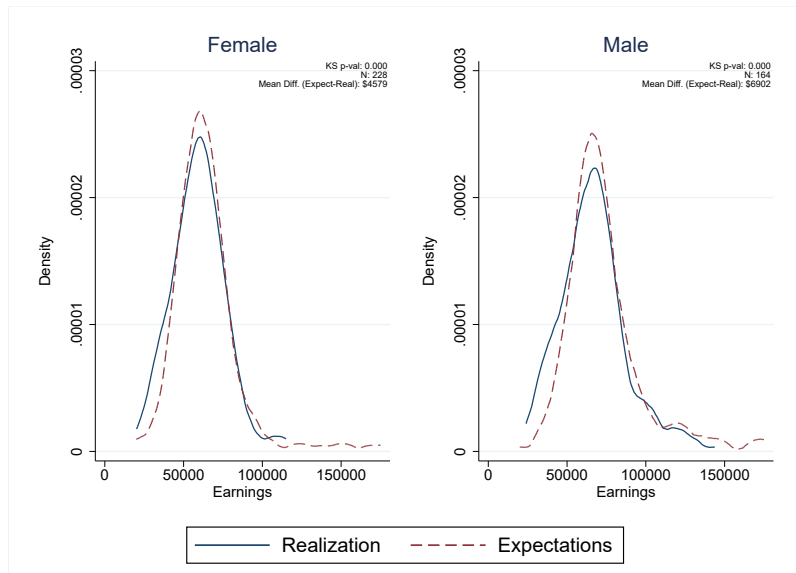 Female
KS p-val: 0.000
N: 228
Mean Diff. (Expect-Real): $4579
.00003
.00002
.00001
0
Density
0 50000 100000 150000
Earnings
Male
KS p-val: 0.000
N: 164
Mean Diff. (Expect-Real): $6902
.00003
.00002
.00001
0
Density
0 50000 100000 150000
Earnings
Realization Expectations